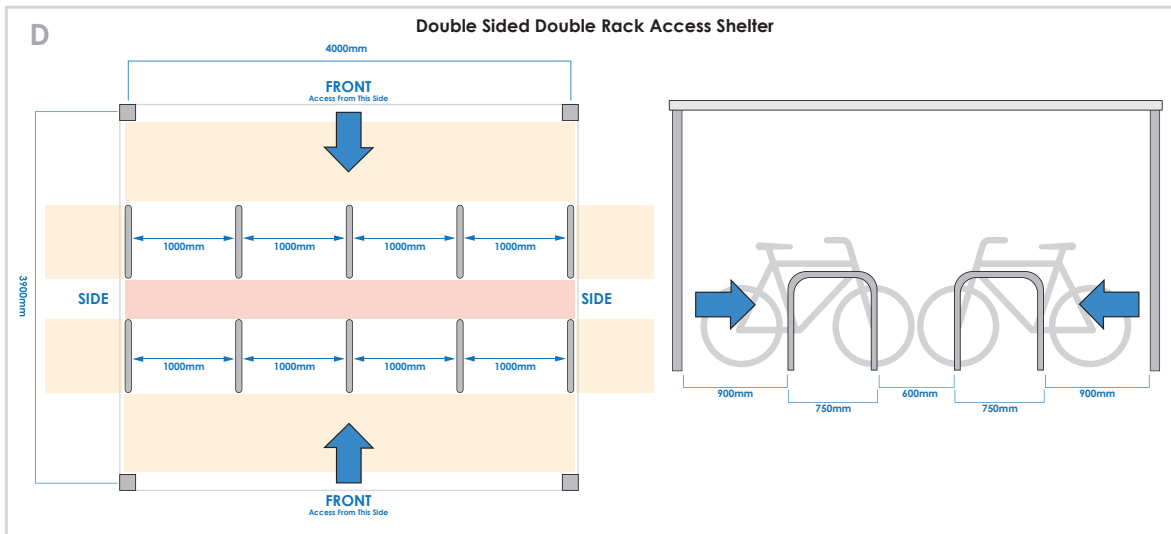 Double Sided Double Rack Access Shelter
D
4000mm
FRONT
Access From This Side
1000mm
1000mm
1000mm
1000mm
3900mm
SIDE
SIDE
1000mm
1000mm
1000mm
1000mm
FRONT
Access From This Side
900mm
750mm
600mm
750mm
900mm